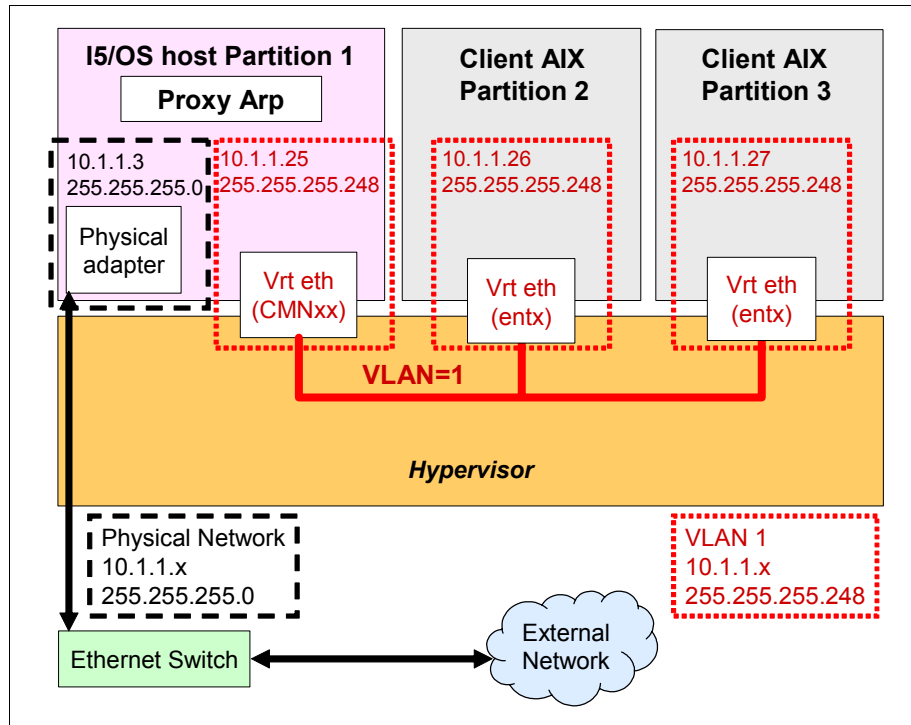 I5/OS host Partition 1
Proxy Arp
Client AIX
Partition 2
Client AIX
Partition 3
10.1.1.3
255.255.255.0
Physical
adapter
10.1.1.25
255.255.255.248
Vrt eth
(CMNxx)
10.1.1.26
255.255.255.248
Vrt eth
(entx)
10.1.1.27
255.255.255.248
Vrt eth
(entx)
VLAN=1
Hypervisor
Physical Network
10.1.1.x
255.255.255.0
VLAN 1
10.1.1.x
255.255.255.248
Ethernet Switch
External
Network